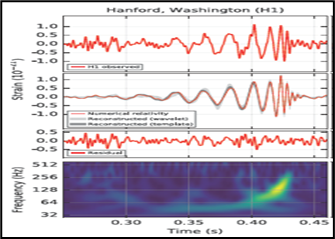 Hanford, Washington (H1)
1.0
0.5
0.0
-0.5
-1.0
H1 observed
Strain (10⁻²¹)
1.0
0.5
0.0
-0.5
-1.0
Numerical relativity
Reconstructed (wavelet)
Reconstructed (template)
0.5
0.0
-0.5
Residual
Frequency (Hz)
512
256
128
64
32
0.30 0.35 0.40 0.45
Time (s)